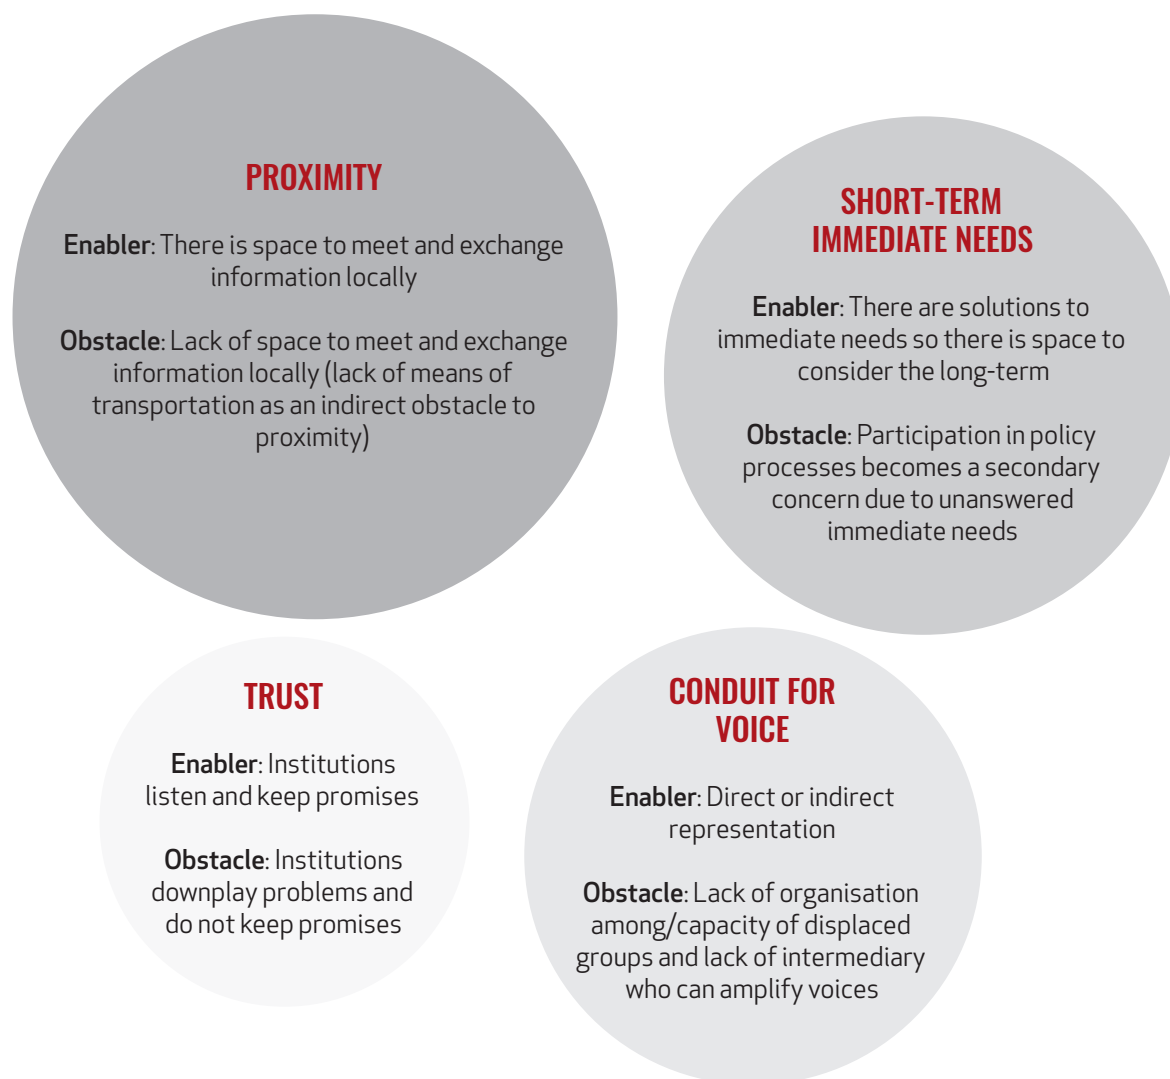 PROXIMITY
Enabler: There is space to meet and exchange
information locally
Obstacle: Lack of space to meet and exchange
information locally (lack of means of
transportation as an indirect obstacle to
proximity)
SHORT-TERM
IMMEDIATE NEEDS
Enabler: There are solutions to
immediate needs so there is space to
consider the long-term
Obstacle: Participation in policy
processes becomes a secondary
concern due to unanswered
immediate needs
TRUST
Enabler: Institutions
listen and keep promises
Obstacle: Institutions
downplay problems and
do not keep promises
CONDUIT FOR
VOICE
Enabler: Direct or indirect
representation
Obstacle: Lack of organisation
among/capacity of displaced
groups and lack of intermediary
who can amplify voices